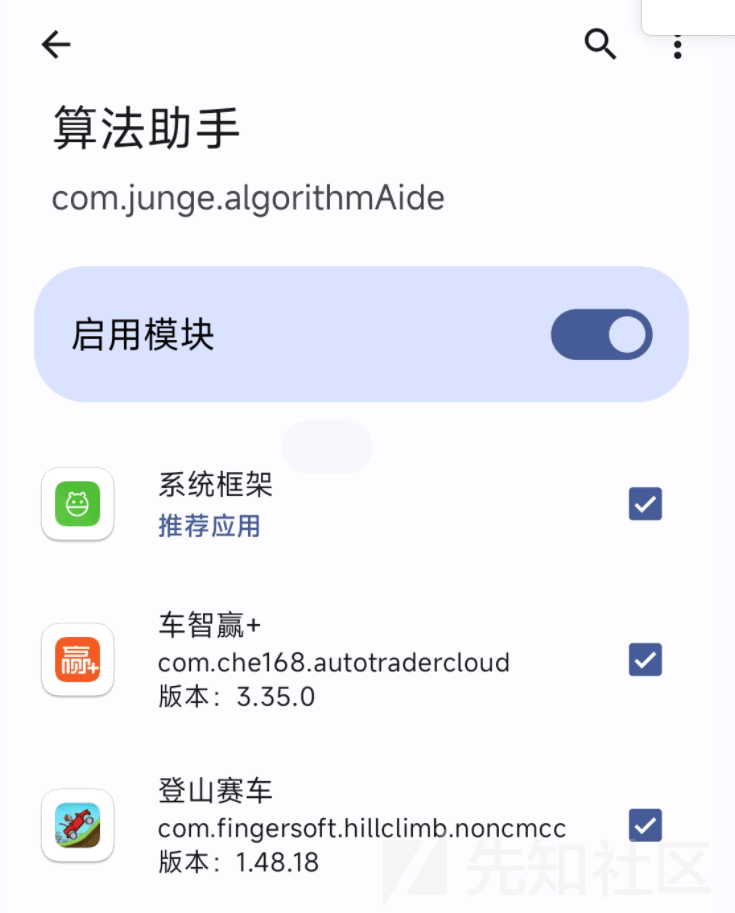 算法助手
com.junge.algorithmAide
启用模块
系统框架
推荐应用
赢+
车智赢+
com.che168.autotradercloud
版本：3.35.0
登山赛车
com.fingersoft.hillclimb.noncmcc
版本：1.48.18
先知社区